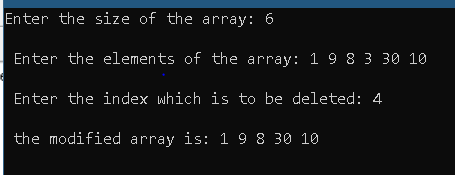 Enter the size of the array: 6
Enter the elements of the array: 1 9 8 3 30 10
Enter the index which is to be deleted: 4
the modified array is: 1 9 8 30 10